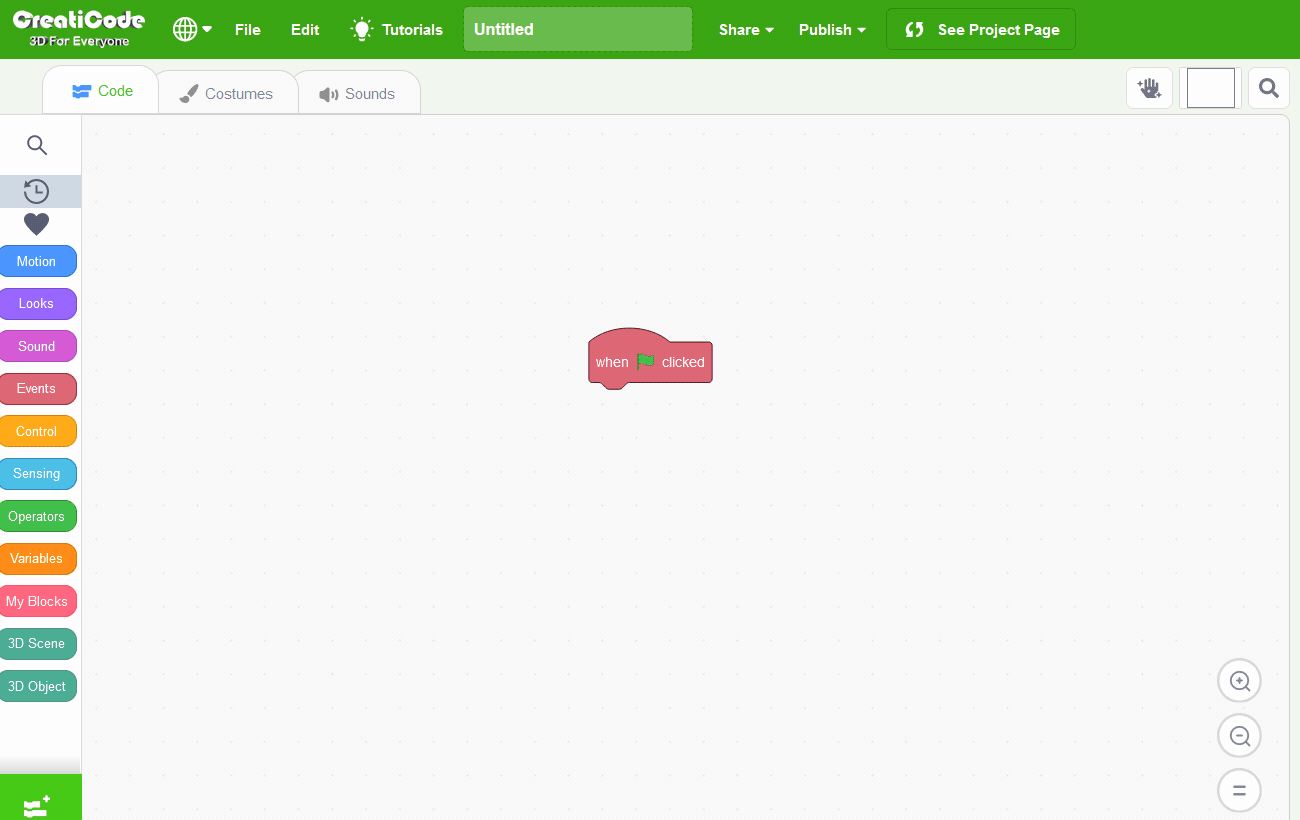 CreatiCode
3D For Everyone
File
Edit
Tutorials
Untitled
Share
Publish
See Project Page
Code
Costumes
Sounds
Motion
Looks
Sound
Events
Control
Sensing
Operators
Variables
My Blocks
3D Scene
3D Object
when clicked